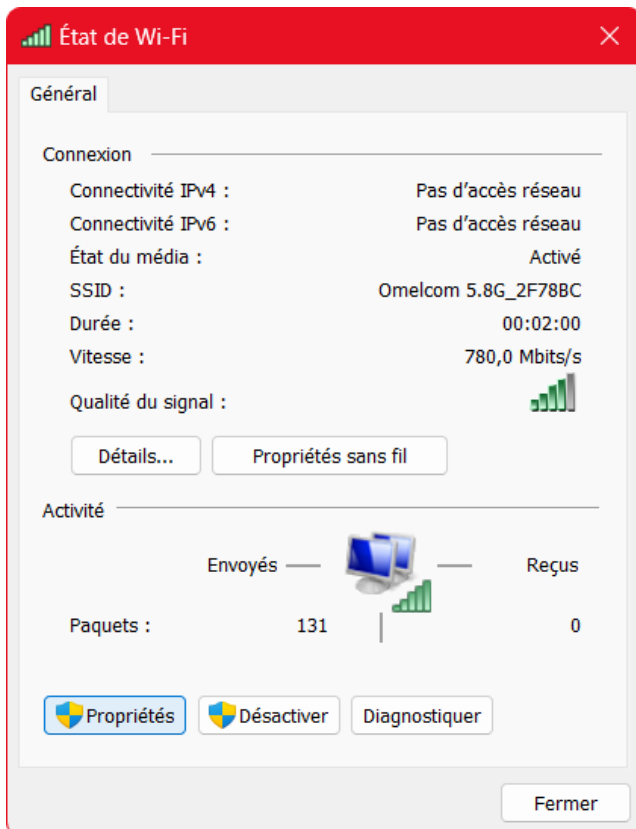 État de Wi-Fi
Général
Connexion
Connectivité IPv4 : Pas d’accès réseau
Connectivité IPv6 : Pas d’accès réseau
État du média : Activé
SSID : Omelcom 5.8G_2F78BC
Durée : 00:02:00
Vitesse : 780,0 Mbits/s
Qualité du signal :
Détails... Propriétés sans fil
Activité
Envoyés Reçus
Paquets : 131 0
Propriétés Désactiver Diagnostiquer
Fermer